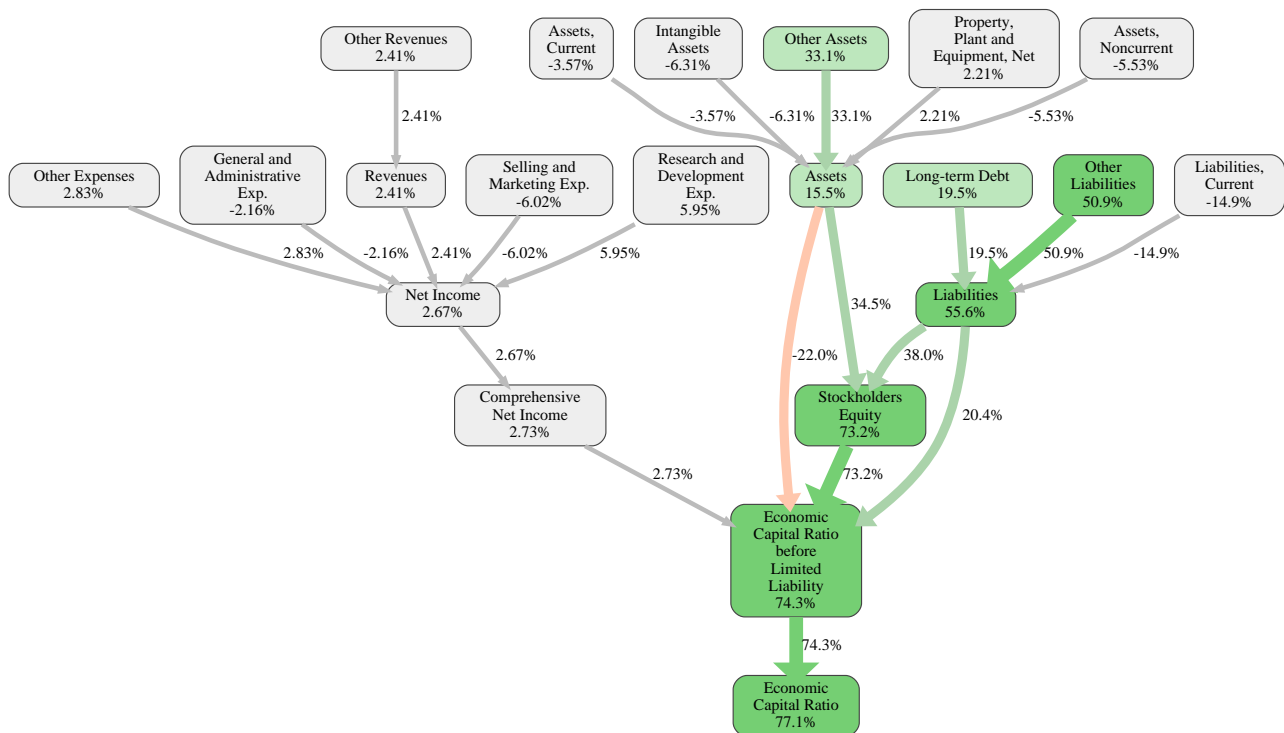 Other Revenues
2.41%
Assets,
Current
-3.57%
Intangible
Assets
-6.31%
Other Assets
33.1%
Property,
Plant and
Equipment, Net
2.21%
Assets,
Noncurrent
-5.53%
2.41%
-3.57%
-6.31%
33.1%
2.21%
-5.53%
Other Expenses
2.83%
General and
Administrative
Exp.
-2.16%
Revenues
2.41%
Selling and
Marketing Exp.
-6.02%
Research and
Development
Exp.
5.95%
Assets
15.5%
Long-term Debt
19.5%
Other
Liabilities
50.9%
Liabilities,
Current
-14.9%
2.83%
-2.16%
2.41%
-6.02%
5.95%
19.5%
50.9%
-14.9%
Net Income
2.67%
34.5%
Liabilities
55.6%
2.67%
-22.0%
38.0%
Comprehensive
Net Income
2.73%
Stockholders
Equity
73.2%
20.4%
2.73%
73.2%
Economic
Capital Ratio
before
Limited
Liability
74.3%
74.3%
Economic
Capital Ratio
77.1%